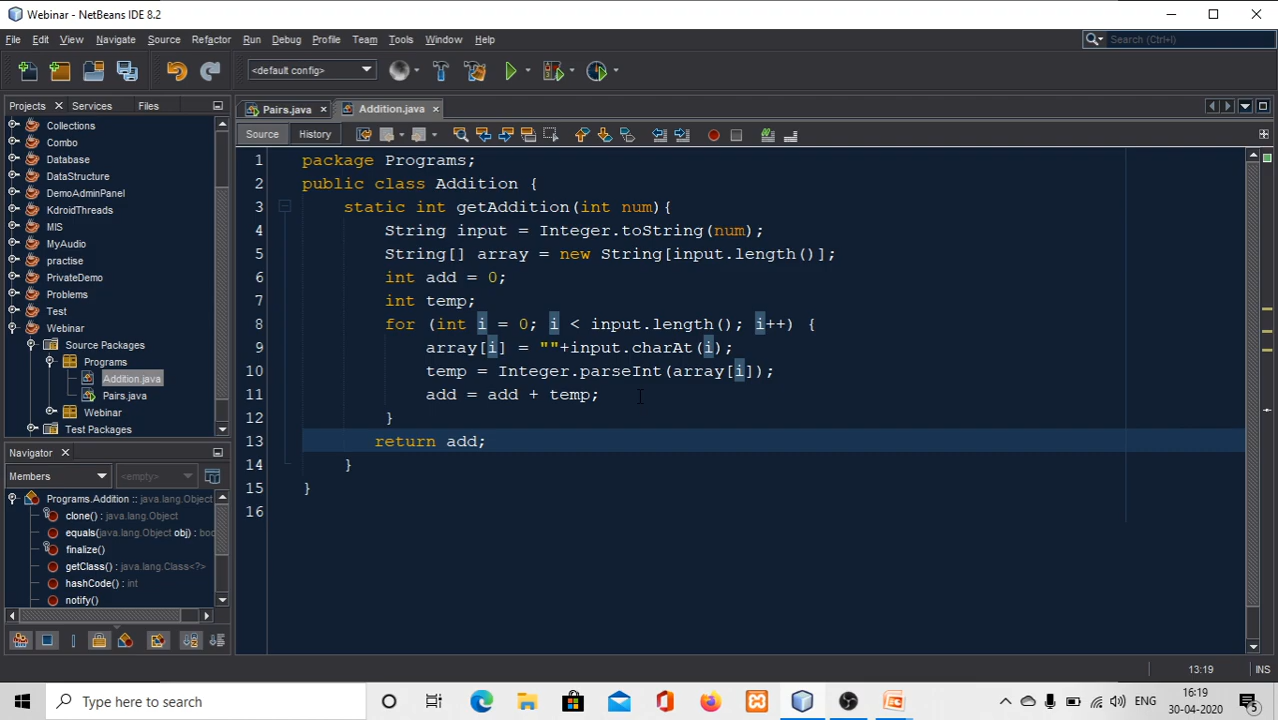 Webinar - NetBeans IDE 8.2
File Edit View Navigate Source Refactor Run Debug Profile Team Tools Window Help
Search (Ctrl+I)
<default config>
Projects Services Files
Pairs.java Addition.java
Source History
Collections
Combo
Database
DataStructure
DemoAdminPanel
KdroidThreads
MIS
MyAudio
practise
PrivateDemo
Problems
Test
Webinar
Source Packages
Programs
Addition.java
Pairs.java
Webinar
Test Packages
Navigator
Members
<empty>
Programs.Addition :: java.lang.Object
clone() : java.lang.Object
equals(java.lang.Object obj) : boo
finalize()
getClass() : java.lang.Class<?>
hashCode() : int
notify()
1 package Programs;
2 public class Addition {
3 static int getAddition(int num){
4 String input = Integer.toString(num);
5 String[] array = new String[input.length()];
6 int add = 0;
7 int temp;
8 for (int i = 0; i < input.length(); i++) {
9 array[i] = ""+input.charAt(i);
10 temp = Integer.parseInt(array[i]);
11 add = add + temp;
12 }
13 return add;
14 }
15 }
16
13:19 INS
Type here to search
ENG
16:19
30-04-2020
5